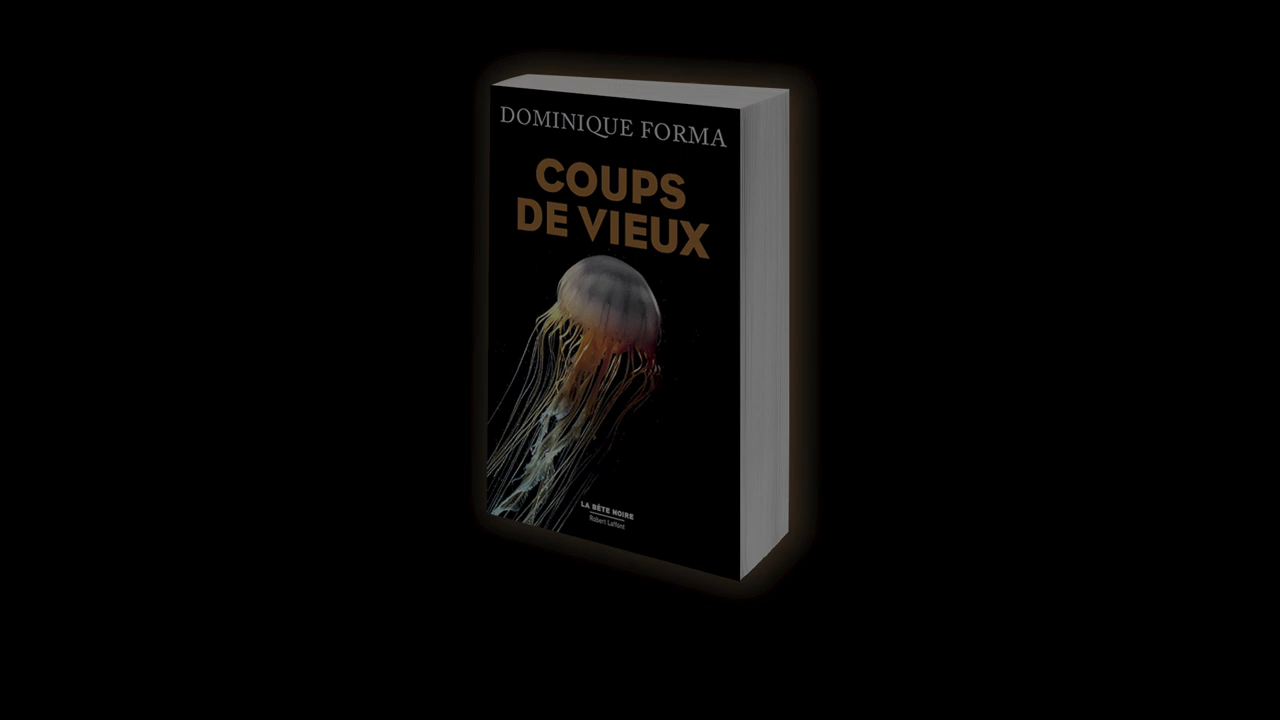 DOMINIQUE FORMA
COUPS
DE VIEUX
LA BÊTE NOIRE
Robert Laffont